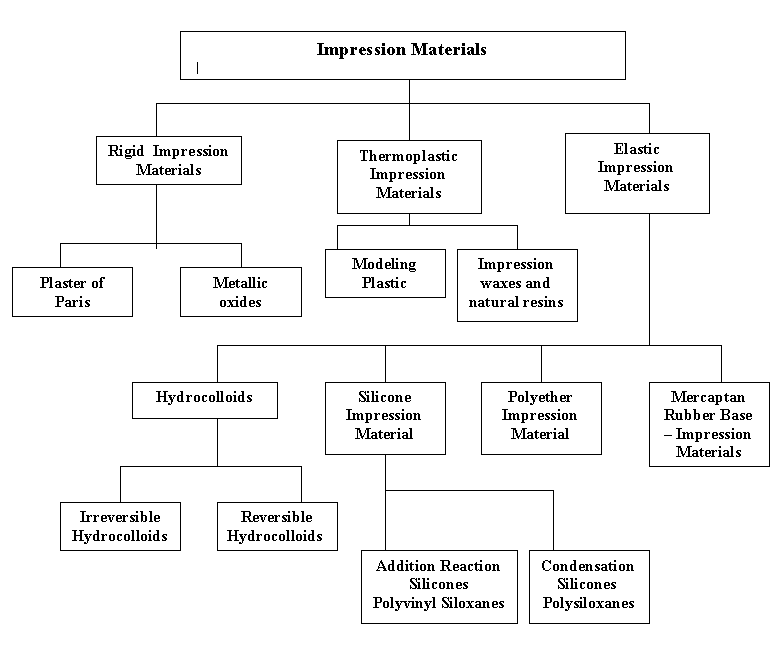 Impression Materials
Rigid Impression
Materials
Thermoplastic
Impression
Materials
Elastic
Impression
Materials
Plaster of
Paris
Metallic
oxides
Modeling
Plastic
Impression
waxes and
natural resins
Hydrocolloids
Silicone
Impression
Material
Polyether
Impression
Material
Mercaptan
Rubber Base
– Impression
Materials
Irreversible
Hydrocolloids
Reversible
Hydrocolloids
Addition Reaction
Silicones
Polyvinyl Siloxanes
Condensation
Silicones
Polysiloxanes